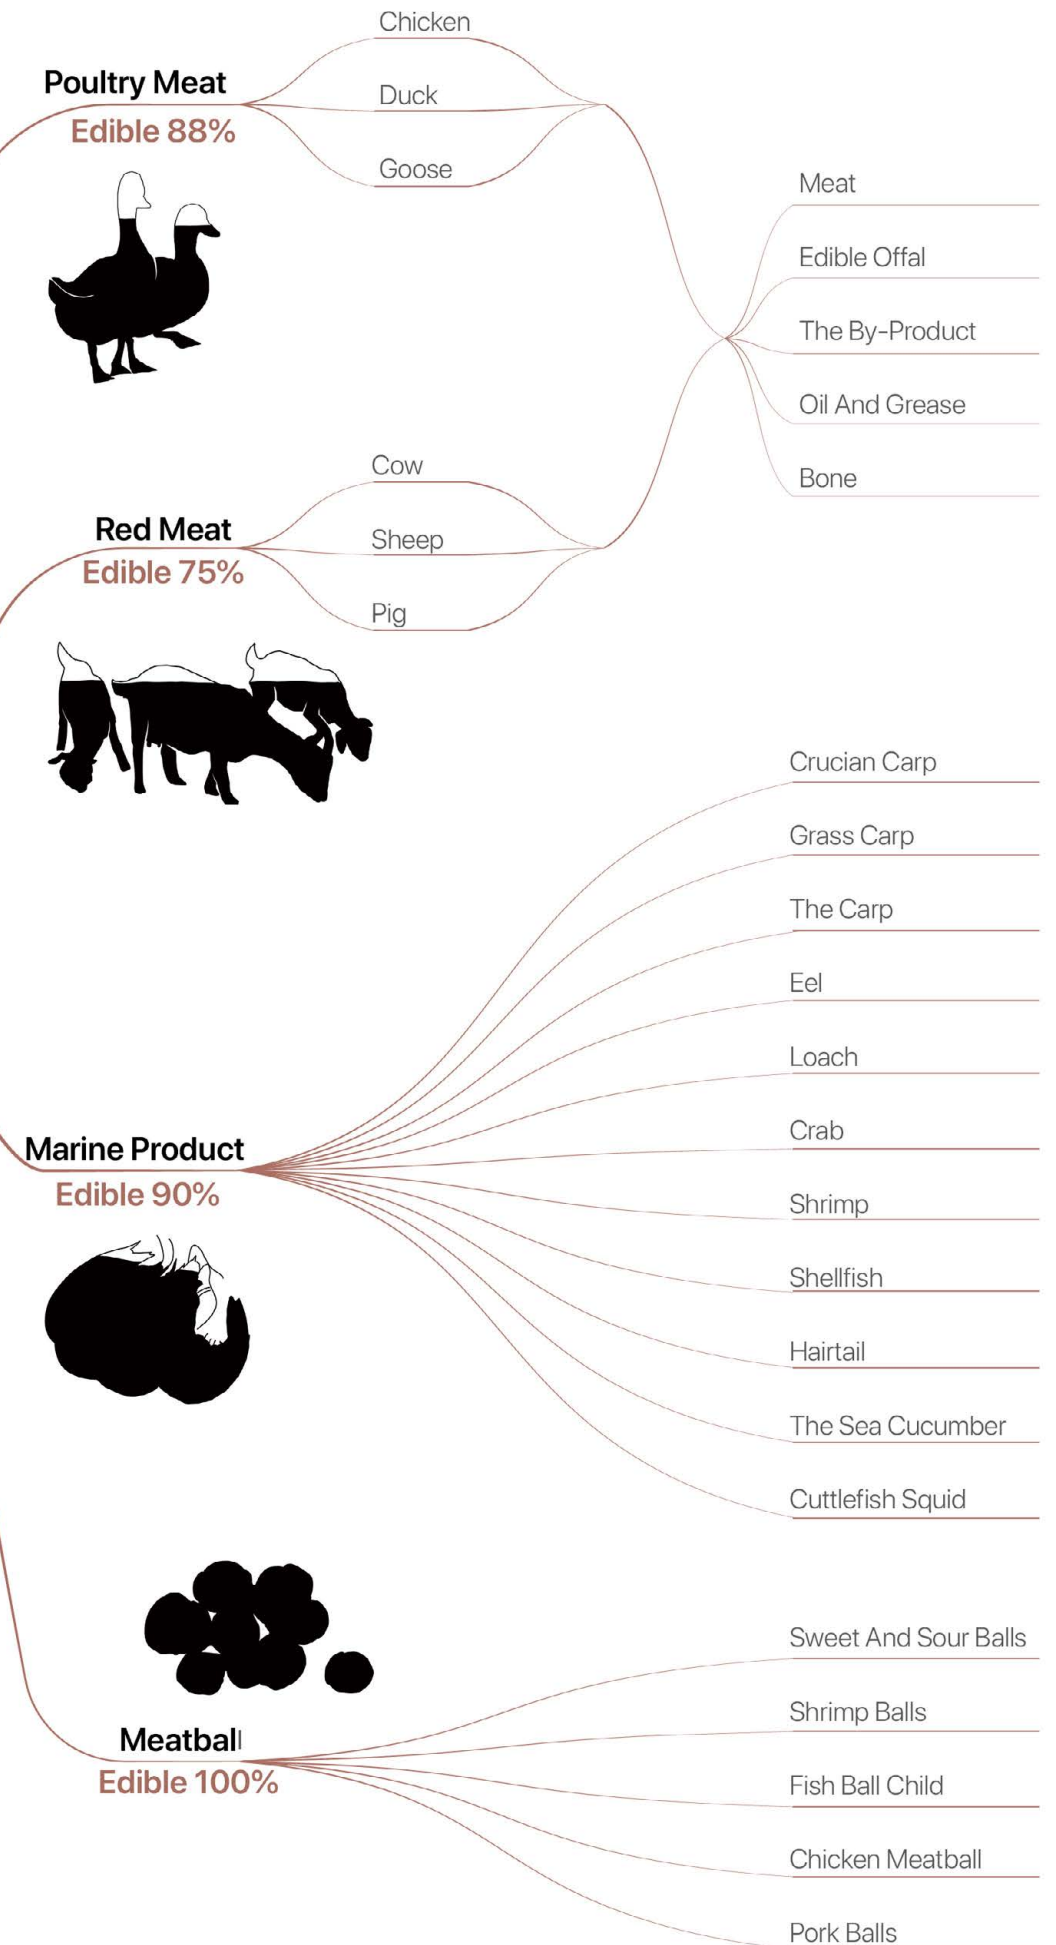 Chicken
Poultry Meat
Edible 88%
Duck
Goose
Meat
Edible Offal
The By-Product
Oil And Grease
Bone
Cow
Red Meat
Edible 75%
Sheep
Pig
Crucian Carp
Grass Carp
The Carp
Eel
Loach
Crab
Marine Product
Edible 90%
Shrimp
Shellfish
Hairtail
The Sea Cucumber
Cuttlefish Squid
Sweet And Sour Balls
Shrimp Balls
Meatball
Edible 100%
Fish Ball Child
Chicken Meatball
Pork Balls